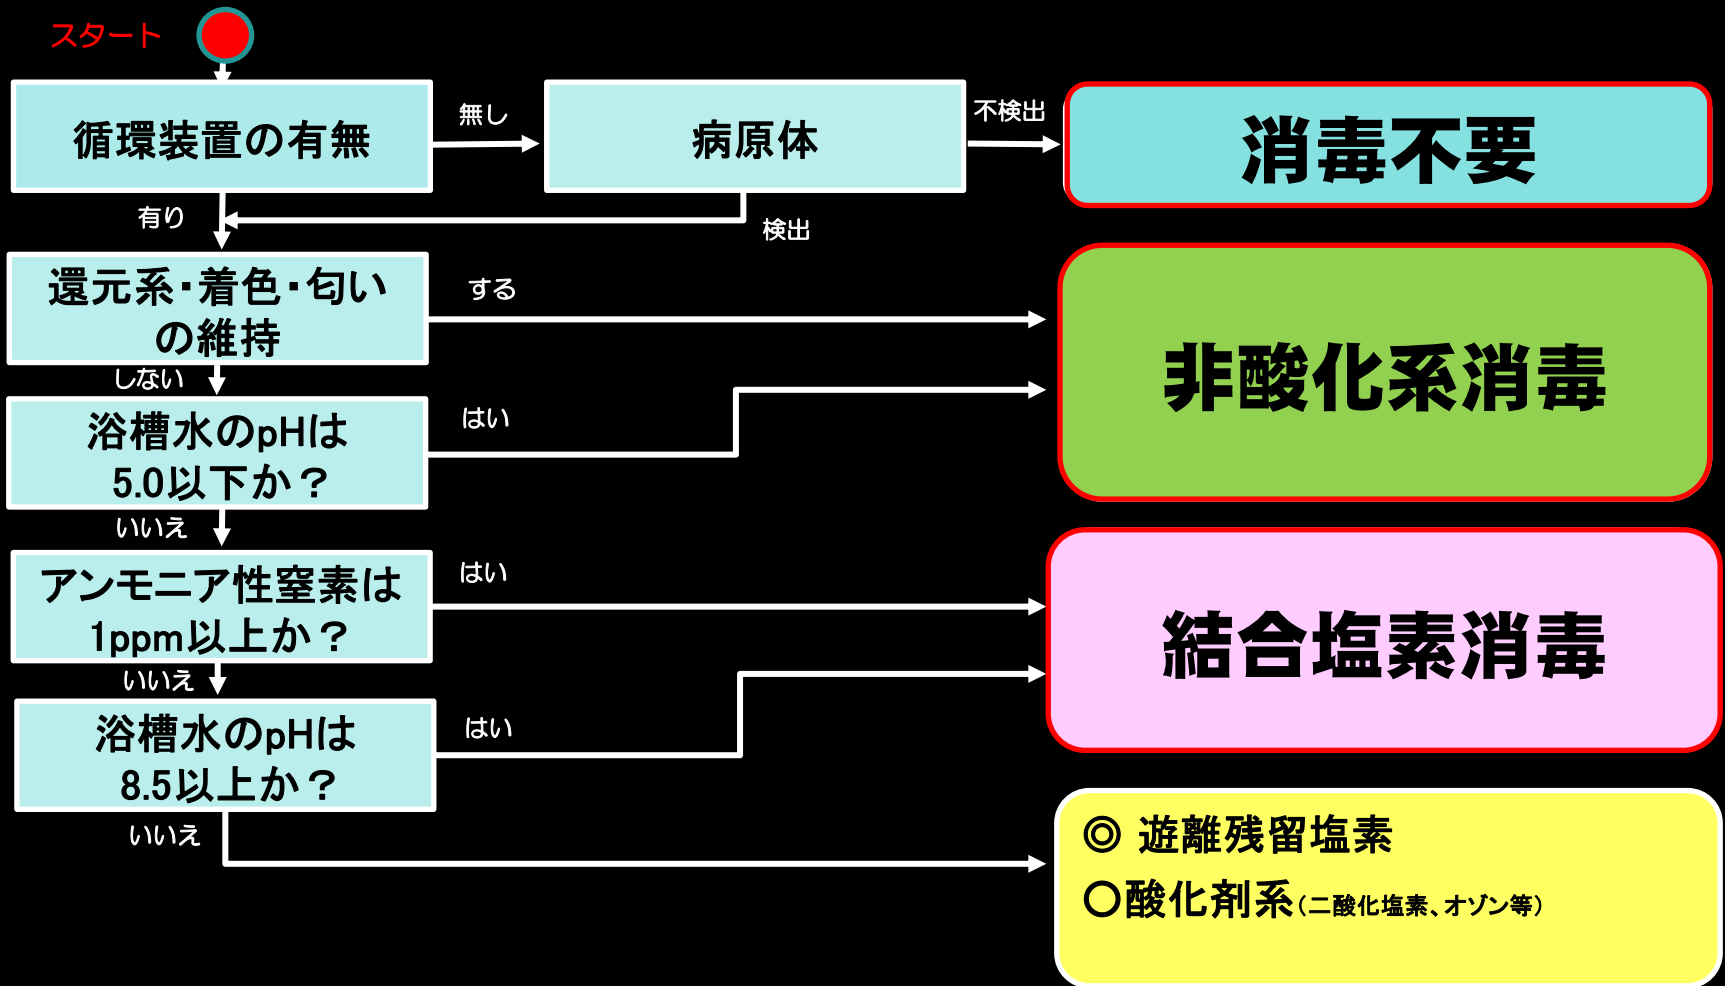 スタート
循環装置の有無
無し
病原体
不検出
消毒不要
有り
検出
還元系・着色・匂い
の維持
する
非酸化系消毒
しない
浴槽水のpHは
5.0以下か？
はい
いいえ
アンモニア性窒素は
1ppm以上か？
はい
結合塩素消毒
いいえ
浴槽水のpHは
8.5以上か？
はい
いいえ
◎ 遊離残留塩素
〇酸化剤系（二酸化塩素、オゾン等）